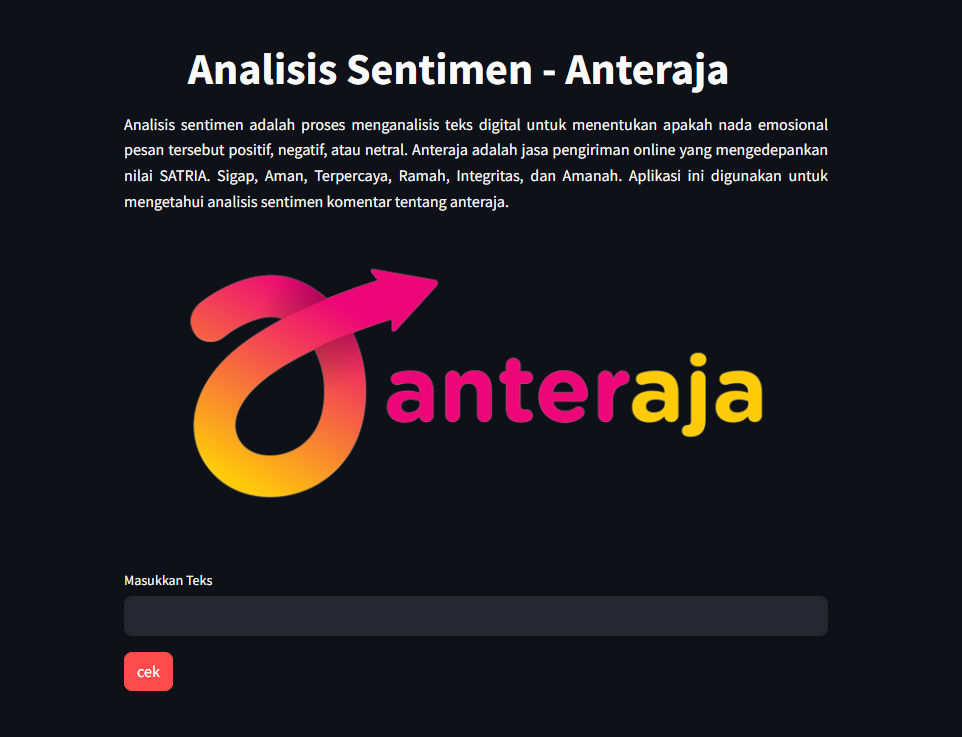 Analisis Sentimen - Anteraja
Analisis sentimen adalah proses menganalisis teks digital untuk menentukan apakah nada emosional
pesan tersebut positif, negatif, atau netral. Anteraja adalah jasa pengiriman online yang mengedepankan
nilai SATRIA. Sigap, Aman, Terpercaya, Ramah, Integritas, dan Amanah. Aplikasi ini digunakan untuk
mengetahui analisis sentimen komentar tentang anteraja.
anteraja
Masukkan Teks
cek